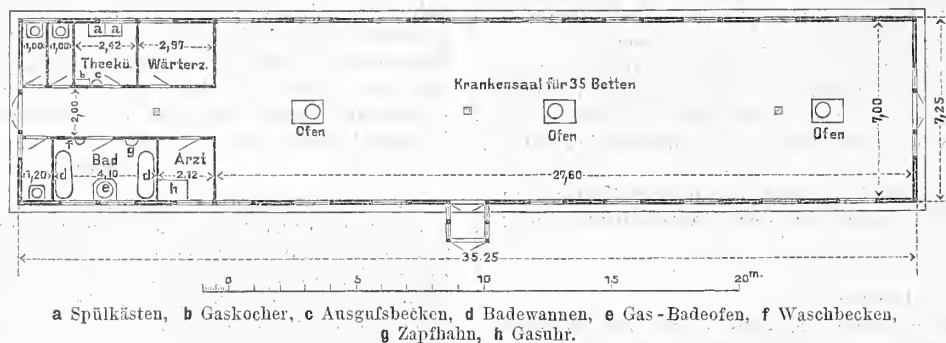 a a
1,00 1,00 2,42 2,97
Theekü. Wärterz.
b c
Krankensaal für 35 Betten
2,00 7,00 7,25
Ofen Ofen Ofen
f g
Bad Arzt
1,20 d 4,10 d 2,12
e h
27,60
35.25
0 5 10 15 20 m.
a Spülkästen, b Gaskocher, c Ausgufsbecken, d Badewannen, e Gas-Badeofen, f Waschbecken,
g Zapfhahn, h Gasuhr.